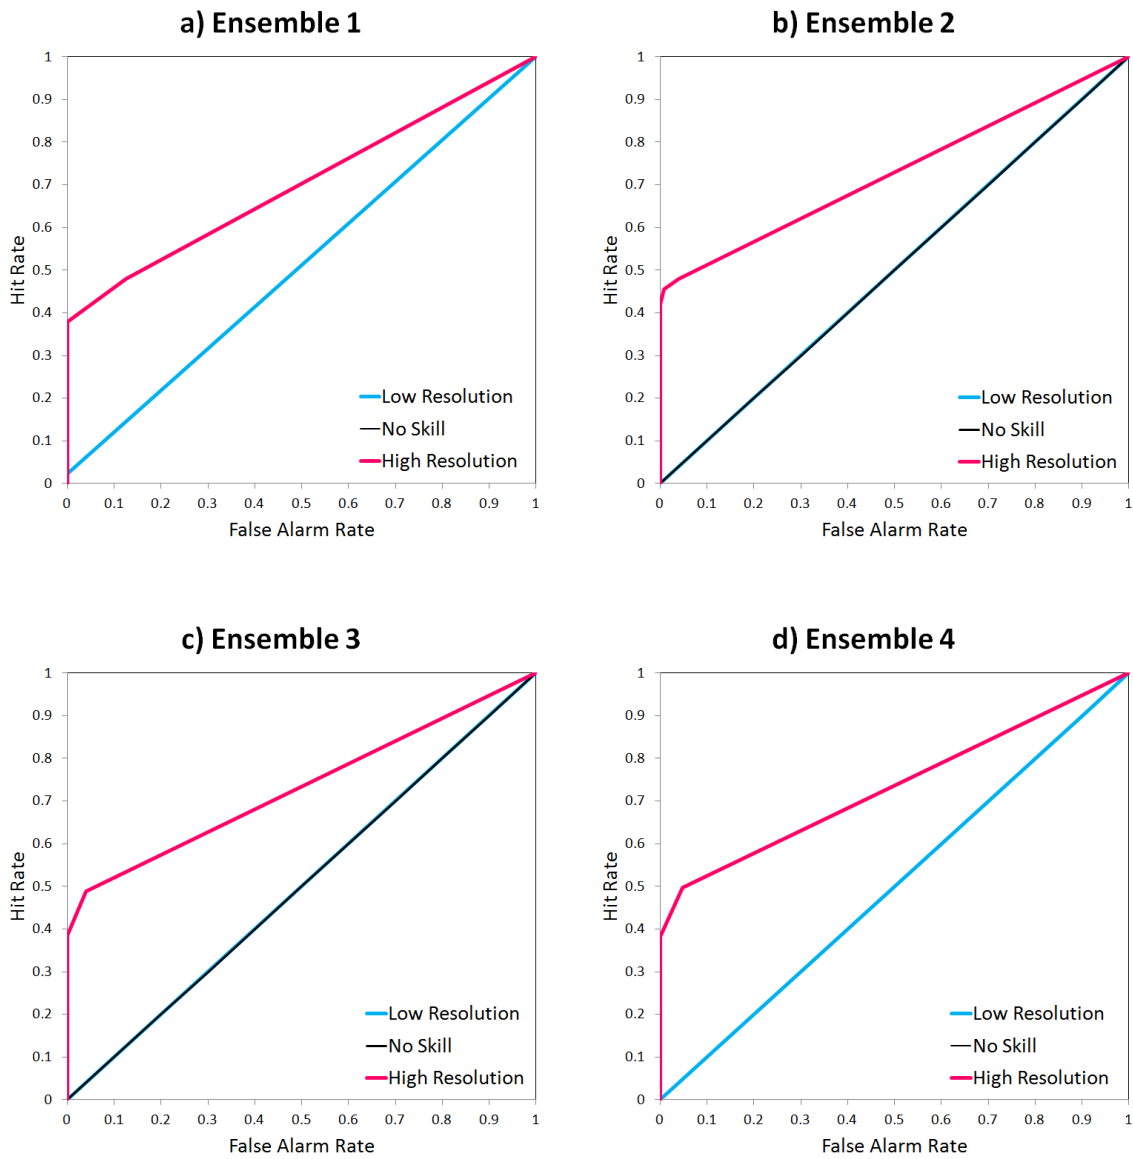 a) Ensemble 1
1
0.9
0.8
0.7
0.6
0.5
0.4
0.3
0.2
0.1
0
Hit Rate
Low Resolution
No Skill
High Resolution
0 0.1 0.2 0.3 0.4 0.5 0.6 0.7 0.8 0.9 1
False Alarm Rate
b) Ensemble 2
1
0.9
0.8
0.7
0.6
0.5
0.4
0.3
0.2
0.1
0
Hit Rate
Low Resolution
No Skill
High Resolution
0 0.1 0.2 0.3 0.4 0.5 0.6 0.7 0.8 0.9 1
False Alarm Rate
c) Ensemble 3
1
0.9
0.8
0.7
0.6
0.5
0.4
0.3
0.2
0.1
0
Hit Rate
Low Resolution
No Skill
High Resolution
0 0.1 0.2 0.3 0.4 0.5 0.6 0.7 0.8 0.9 1
False Alarm Rate
d) Ensemble 4
1
0.9
0.8
0.7
0.6
0.5
0.4
0.3
0.2
0.1
0
Hit Rate
Low Resolution
No Skill
High Resolution
0 0.1 0.2 0.3 0.4 0.5 0.6 0.7 0.8 0.9 1
False Alarm Rate